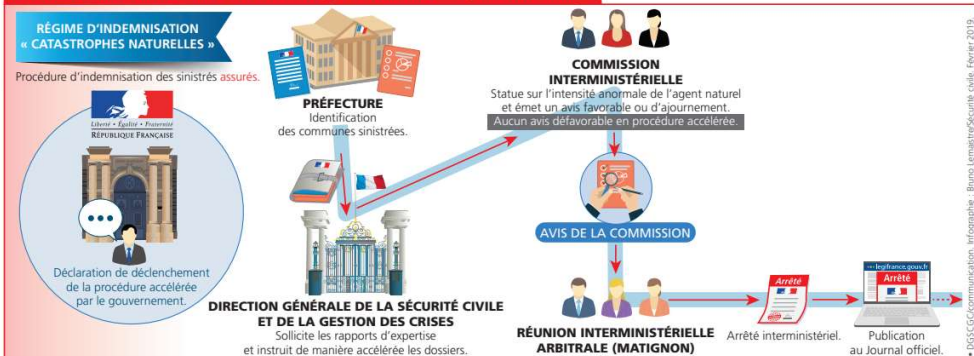 RÉGIME D'INDEMNISATION
« CATASTROPHES NATURELLES »
Procédure d'indemnisation des sinistrés assurés.
Liberté • Égalité • Fraternité
RÉPUBLIQUE FRANÇAISE
Déclaration de déclenchement
de la procédure accélérée
par le gouvernement.
PRÉFECTURE
Identification
des communes sinistrées.
DIRECTION GÉNÉRALE DE LA SÉCURITÉ CIVILE
ET DE LA GESTION DES CRISES
Sollicite les rapports d'expertise
et instruit de manière accélérée les dossiers.
COMMISSION
INTERMINISTÉRIELLE
Statue sur l'intensité anormale de l'agent naturel
et émet un avis favorable ou d'ajournement.
Aucun avis défavorable en procédure accélérée.
AVIS DE LA COMMISSION
RÉUNION INTERMINISTÉRIELLE
ARBITRALE (MATIGNON)
Arrêté
Arrêté interministériel.
legifrance.gouv.fr
Arrêté
Publication
au Journal officiel.
DGSCGC/communication. Infographie : Bruno Lemaistre/Sécurité civile. Février 2019.